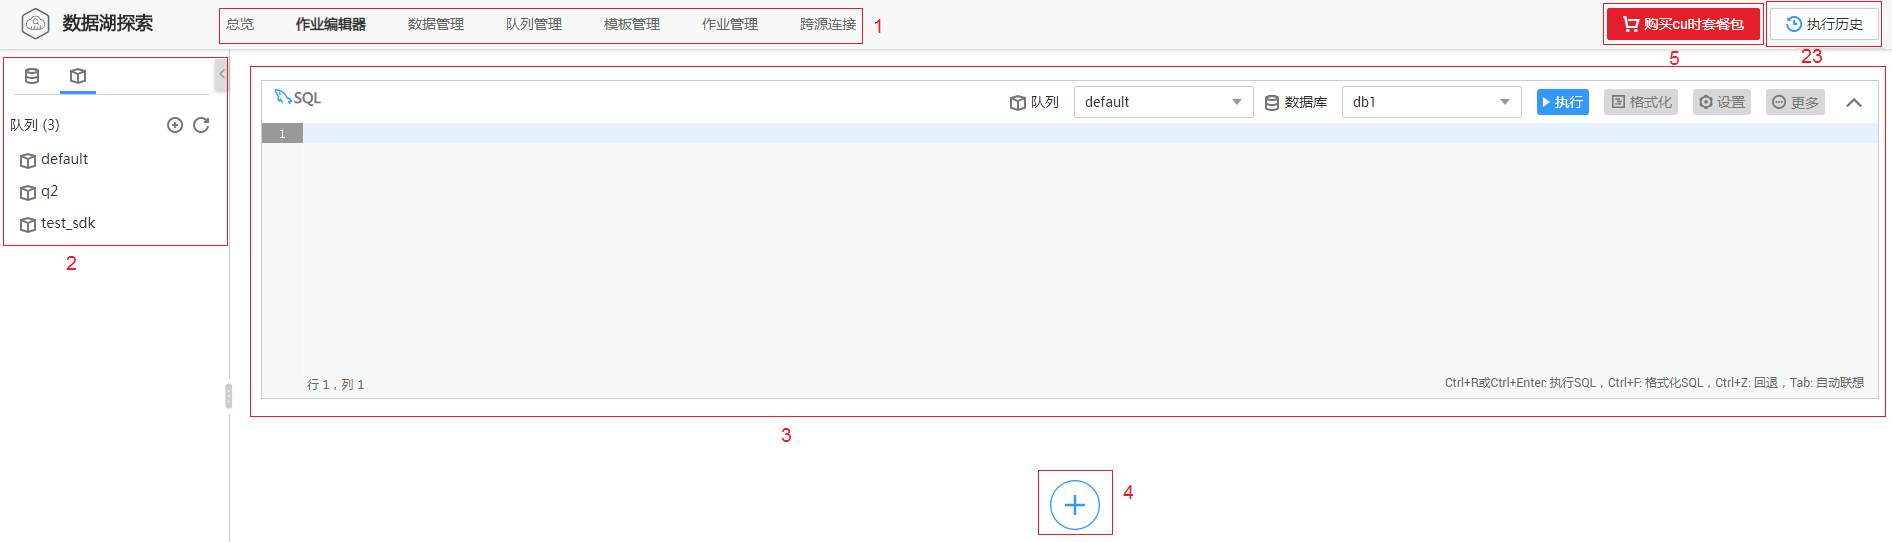 数据湖探索
总览 作业编辑器 数据管理 队列管理 模板管理 作业管理 跨源连接
1
购买cu时套餐包
执行历史
5
23
队列 (3)
default
q2
test_sdk
2
SQL
队列 default 数据库 db1 执行 格式化 设置 更多
1
行 1，列 1
Ctrl+R或Ctrl+Enter: 执行SQL，Ctrl+F: 格式化SQL，Ctrl+Z: 回退，Tab: 自动联想
3
4